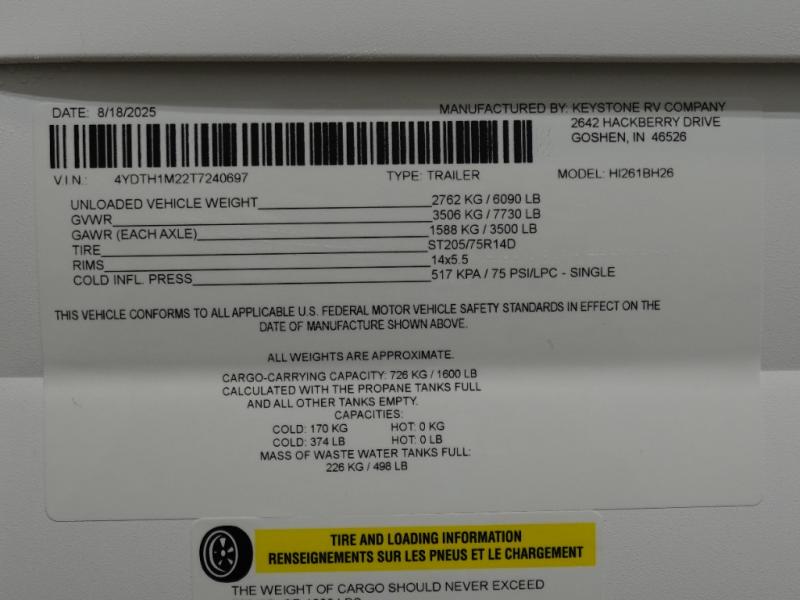 DATE: 8/18/2025
MANUFACTURED BY: KEYSTONE RV COMPANY
2642 HACKBERRY DRIVE
GOSHEN, IN 46526
V I N.: 4YDTH1M22T7240697 TYPE: TRAILER MODEL: HI261BH26
UNLOADED VEHICLE WEIGHT 2762 KG / 6090 LB
GVWR 3506 KG / 7730 LB
GAWR (EACH AXLE) 1588 KG / 3500 LB
TIRE ST205/75R14D
RIMS 14x5.5
COLD INFL. PRESS 517 KPA / 75 PSI/LPC - SINGLE
THIS VEHICLE CONFORMS TO ALL APPLICABLE U.S. FEDERAL MOTOR VEHICLE SAFETY STANDARDS IN EFFECT ON THE
DATE OF MANUFACTURE SHOWN ABOVE.
ALL WEIGHTS ARE APPROXIMATE.
CARGO-CARRYING CAPACITY: 726 KG / 1600 LB
CALCULATED WITH THE PROPANE TANKS FULL
AND ALL OTHER TANKS EMPTY.
CAPACITIES:
COLD: 170 KG HOT: 0 KG
COLD: 374 LB HOT: 0 LB
MASS OF WASTE WATER TANKS FULL:
226 KG / 498 LB
TIRE AND LOADING INFORMATION
RENSEIGNEMENTS SUR LES PNEUS ET LE CHARGEMENT
THE WEIGHT OF CARGO SHOULD NEVER EXCEED